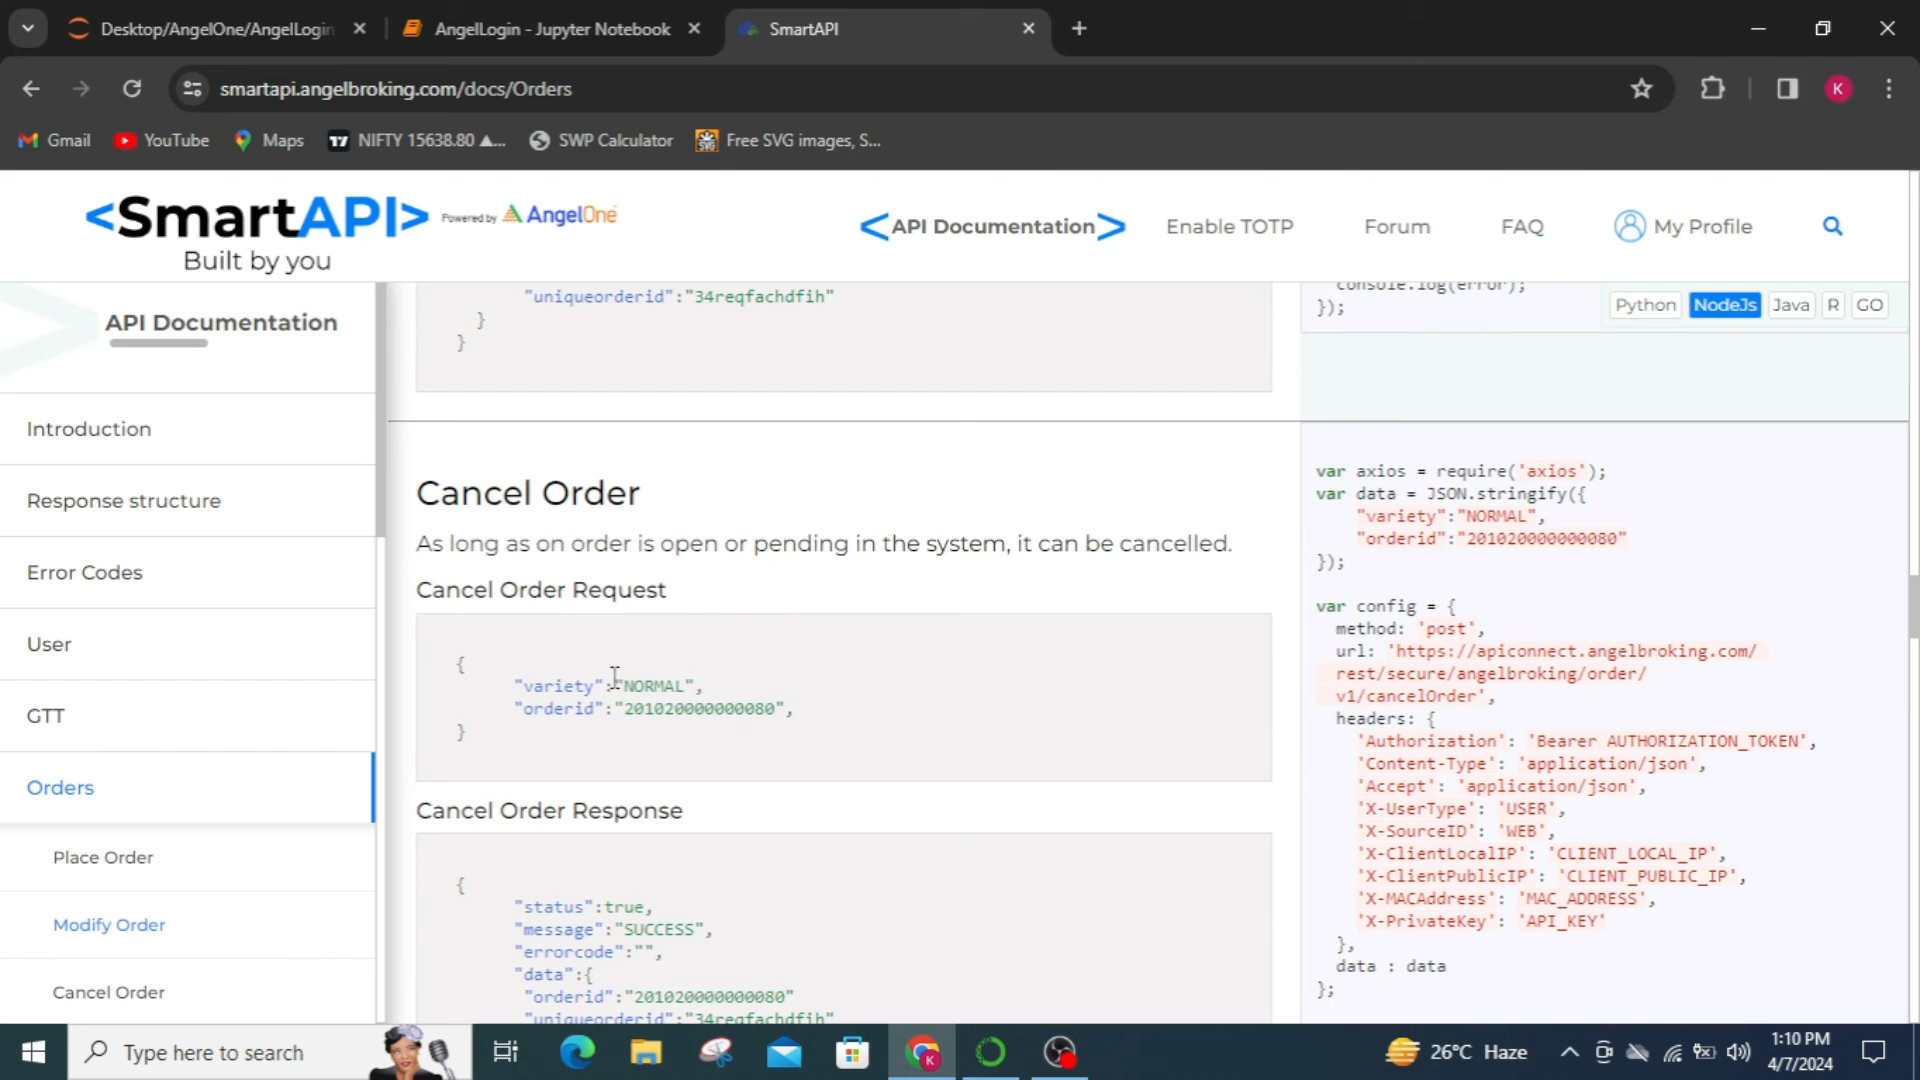 Desktop/AngelOne/AngelLogin
AngelLogin - Jupyter Notebook
SmartAPI
smartapi.angelbroking.com/docs/Orders
K
Gmail
YouTube
Maps
NIFTY 15638.80 ▲...
SWP Calculator
Free SVG images, S...
<SmartAPI>
Powered by AngelOne
Built by you
<API Documentation>
Enable TOTP
Forum
FAQ
My Profile
API Documentation
Introduction
Response structure
Error Codes
User
GTT
Orders
Place Order
Modify Order
Cancel Order
"uniqueorderid":"34reqfachdfih"
}
}
Cancel Order
As long as on order is open or pending in the system, it can be cancelled.
Cancel Order Request
{
"variety":"NORMAL",
"orderid":"201020000000080",
}
Cancel Order Response
{
"status":true,
"message":"SUCCESS",
"errorcode":"",
"data":{
"orderid":"201020000000080"
"uniqueorderid":"34reqfachdfih"
console.log(error);
});
Python
NodeJs
Java
R
GO
var axios = require('axios');
var data = JSON.stringify({
"variety":"NORMAL",
"orderid":"201020000000080"
});
var config = {
method: 'post',
url: 'https://apiconnect.angelbroking.com/
rest/secure/angelbroking/order/
v1/cancelOrder',
headers: {
'Authorization': 'Bearer AUTHORIZATION_TOKEN',
'Content-Type': 'application/json',
'Accept': 'application/json',
'X-UserType': 'USER',
'X-SourceID': 'WEB',
'X-ClientLocalIP': 'CLIENT_LOCAL_IP',
'X-ClientPublicIP': 'CLIENT_PUBLIC_IP',
'X-MACAddress': 'MAC_ADDRESS',
'X-PrivateKey': 'API_KEY'
},
data : data
};
Type here to search
26°C Haze
1:10 PM
4/7/2024